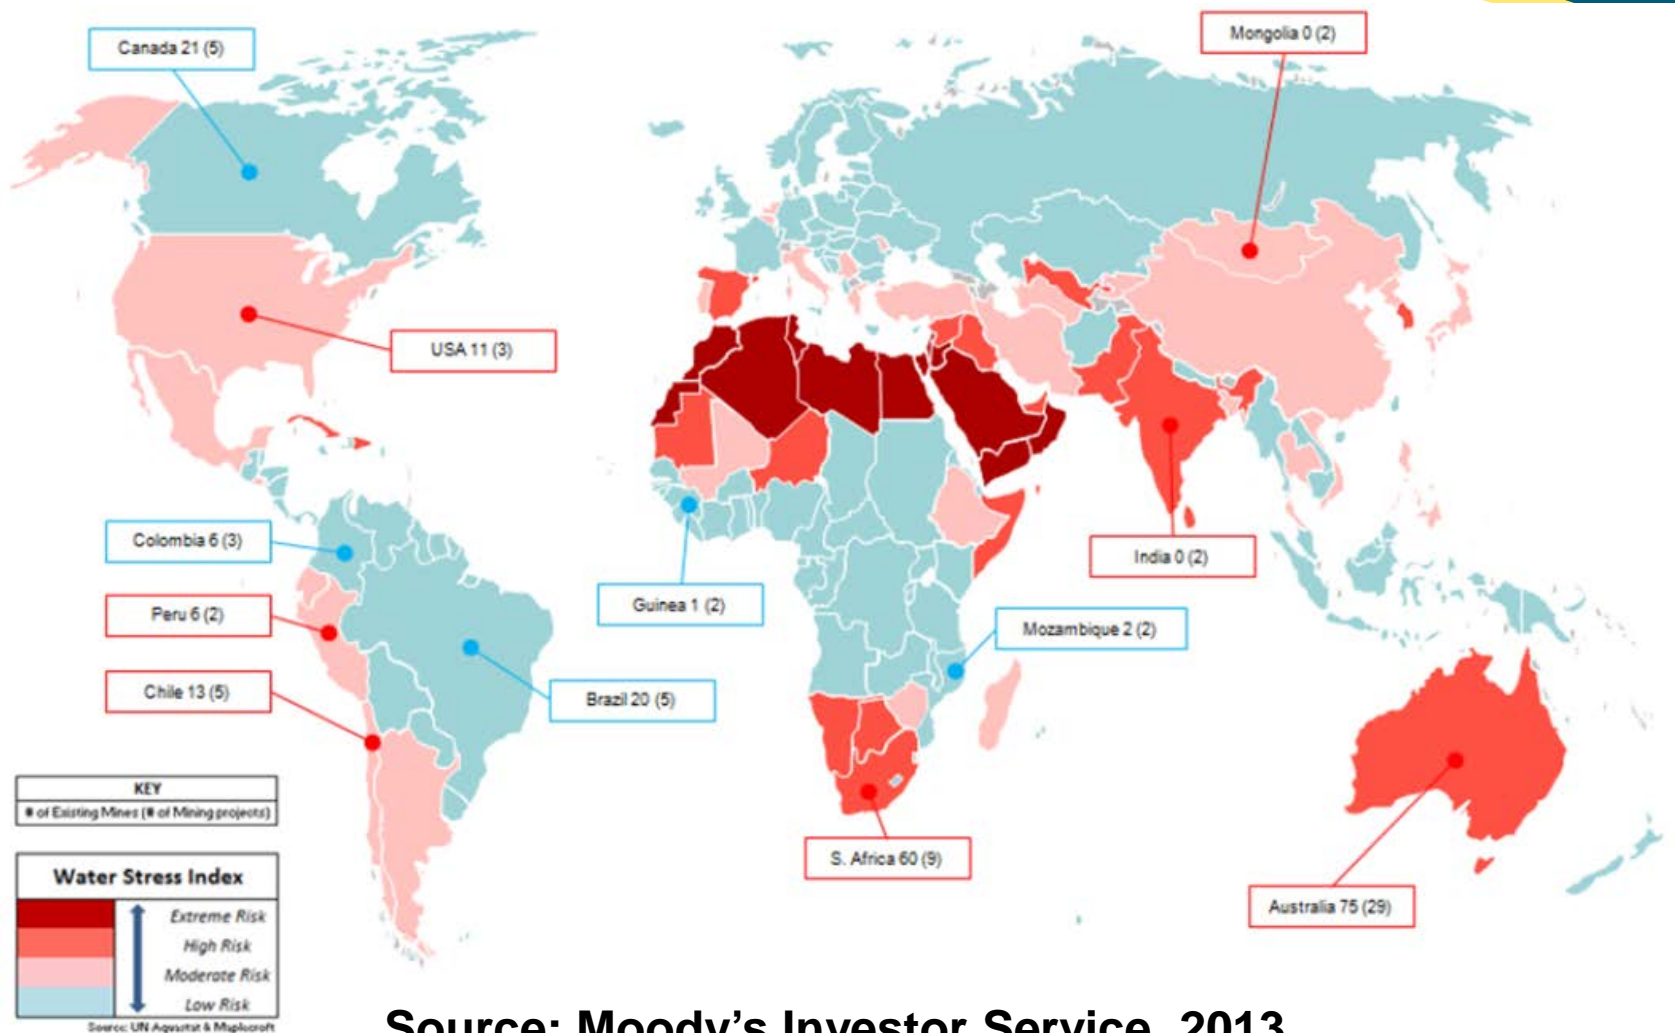 Mongolia 0 (2)
Canada 21 (5)
USA 11 (3)
Colombia 6 (3)
India 0 (2)
Guinea 1 (2)
Peru 6 (2)
Mozambique 2 (2)
Chile 13 (5)
Brazil 20 (5)
KEY
# of Existing Mines (# of Mining projects)
S. Africa 60 (9)
Water Stress Index
Australia 75 (29)
Extreme Risk
High Risk
Moderate Risk
Low Risk
Source: UN Aquastat & Maplecroft
Source: Moody's Investor Service, 2013